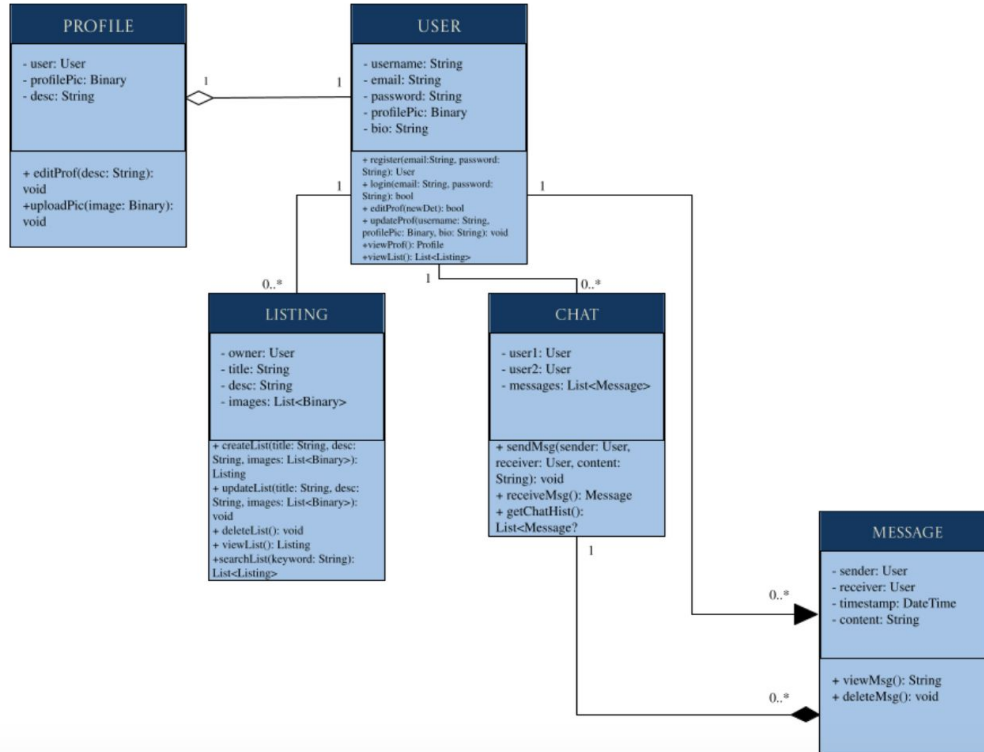 PROFILE
- user: User
- profilePic: Binary
- desc: String
+ editProf(desc: String):
void
+uploadPic(image: Binary):
void
1
1
USER
- username: String
- email: String
- password: String
- profilePic: Binary
- bio: String
+ register(email:String, password:
String): User
+ login(email: String, password:
String): bool
+ editProf(newDet): bool
+ updateProf(username: String,
profilePic: Binary, bio: String): void
+viewProf(): Profile
+viewList(): List<Listing>
1
1
1
0..*
0..*
LISTING
- owner: User
- title: String
- desc: String
- images: List<Binary>
+ createList(title: String, desc:
String, images: List<Binary>):
Listing
+ updateList(title: String, desc:
String, images: List<Binary>):
void
+ deleteList(): void
+ viewList(): Listing
+searchList(keyword: String):
List<Listing>
CHAT
- user1: User
- user2: User
- messages: List<Message>
+ sendMsg(sender: User,
receiver: User, content:
String): void
+ receiveMsg(): Message
+ getChatHist():
List<Message?
1
0..*
0..*
MESSAGE
- sender: User
- receiver: User
- timestamp: DateTime
- content: String
+ viewMsg(): String
+ deleteMsg(): void